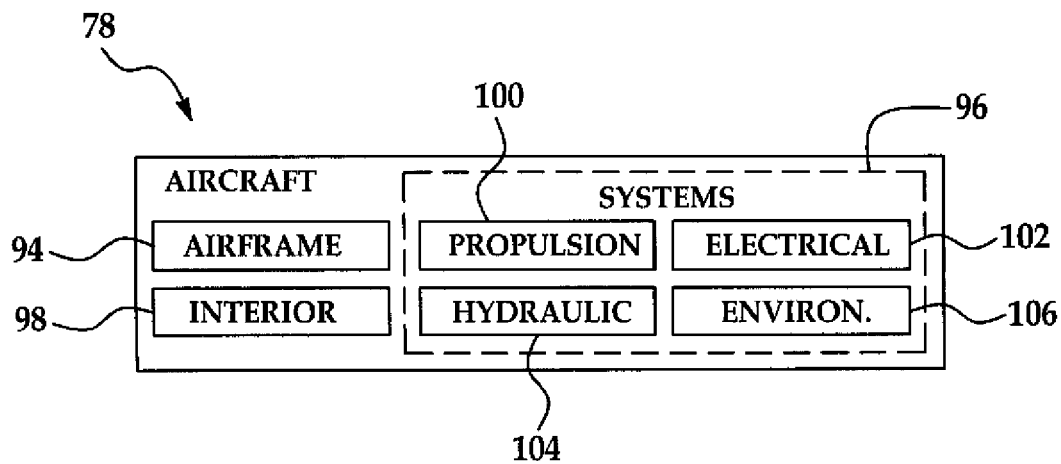 78
100
96
AIRCRAFT
SYSTEMS
94
AIRFRAME
PROPULSION
ELECTRICAL
102
98
INTERIOR
HYDRAULIC
ENVIRON.
106
104